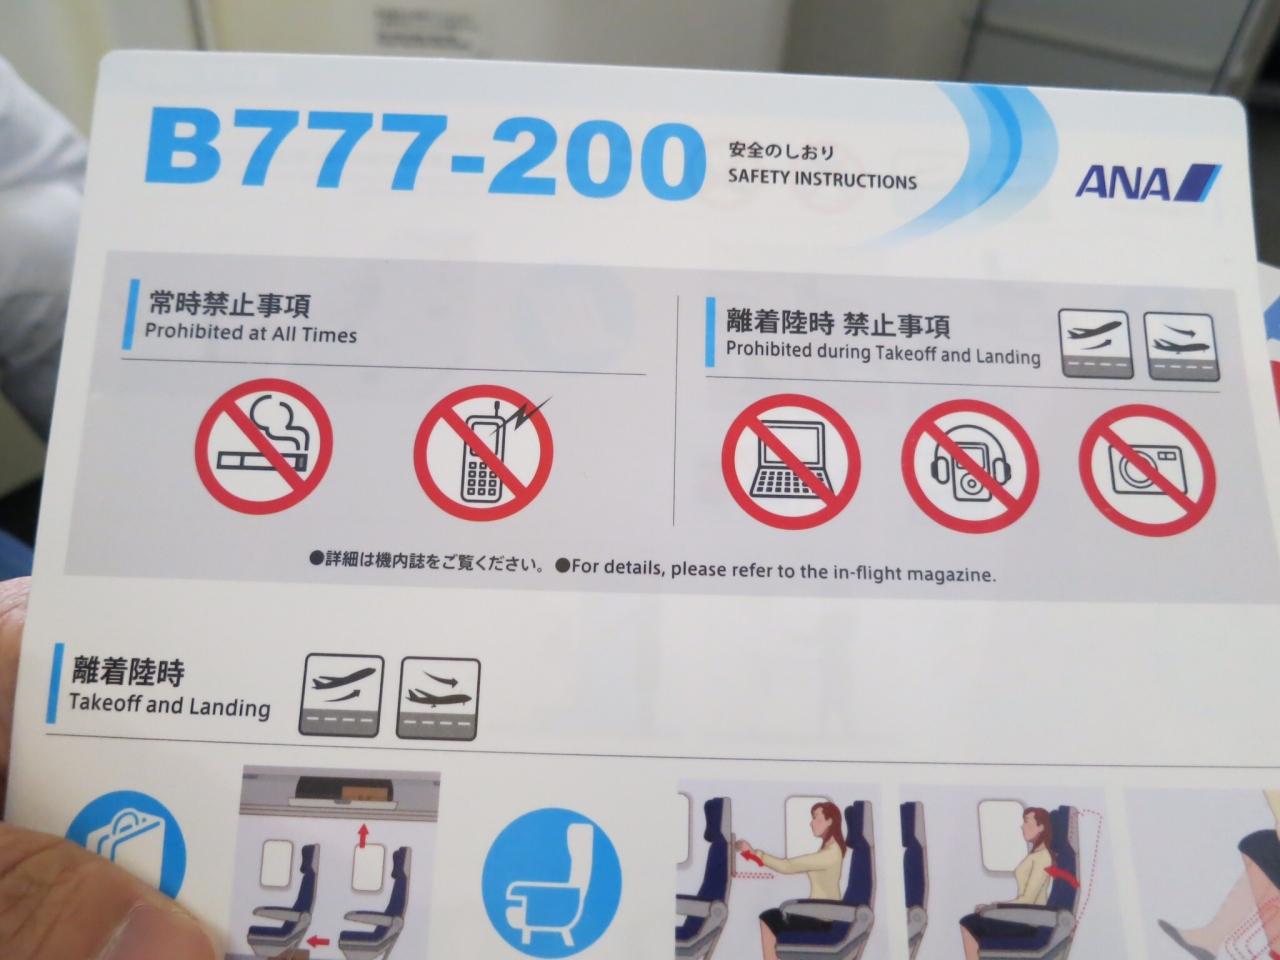 B777-200
安全のしおり
SAFETY INSTRUCTIONS
ANA
常時禁止事項
Prohibited at All Times
離着陸時 禁止事項
Prohibited during Takeoff and Landing
●詳細は機内誌をご覧ください。 ●For details, please refer to the in-flight magazine.
離着陸時
Takeoff and Landing